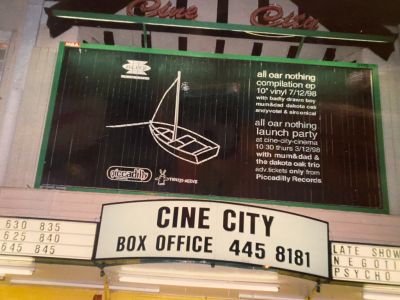 Cine City
all oar nothing
compilation ep
10" vinyl 7/12/98
with badly drawn boy
mum&dad dakota oak
andyvotel & sirconical
all oar nothing
launch party
at cine-city-cinema
10 30 thurs 3/12/98
with mum&dad &
the dakota oak trio
adv.tickets only from
Piccadilly Records
piccadilly
CINE CITY
BOX OFFICE 445 8181
630 835
625 840
645 845
LATE SHOW
NEGO
PSYCHO